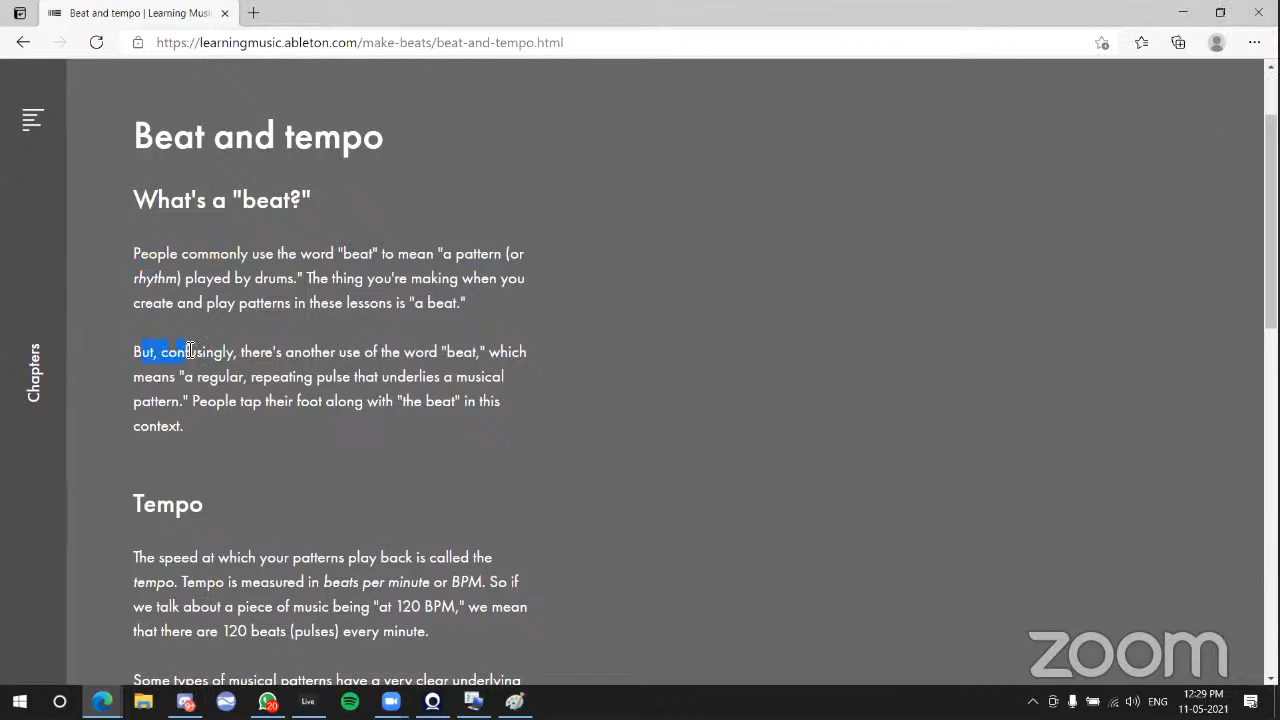 Beat and tempo | Learning Musi
https://learningmusic.ableton.com/make-beats/beat-and-tempo.html
Beat and tempo
What's a "beat?"
People commonly use the word "beat" to mean "a pattern (or
rhythm) played by drums." The thing you're making when you
create and play patterns in these lessons is "a beat."
But, confusingly, there's another use of the word "beat," which
means "a regular, repeating pulse that underlies a musical
pattern." People tap their foot along with "the beat" in this
context.
Chapters
Tempo
The speed at which your patterns play back is called the
tempo. Tempo is measured in beats per minute or BPM. So if
we talk about a piece of music being "at 120 BPM," we mean
that there are 120 beats (pulses) every minute.
Some types of musical patterns have a very clear underlying
zoom
9+
20
Live
ENG
12:29 PM
11-05-2021